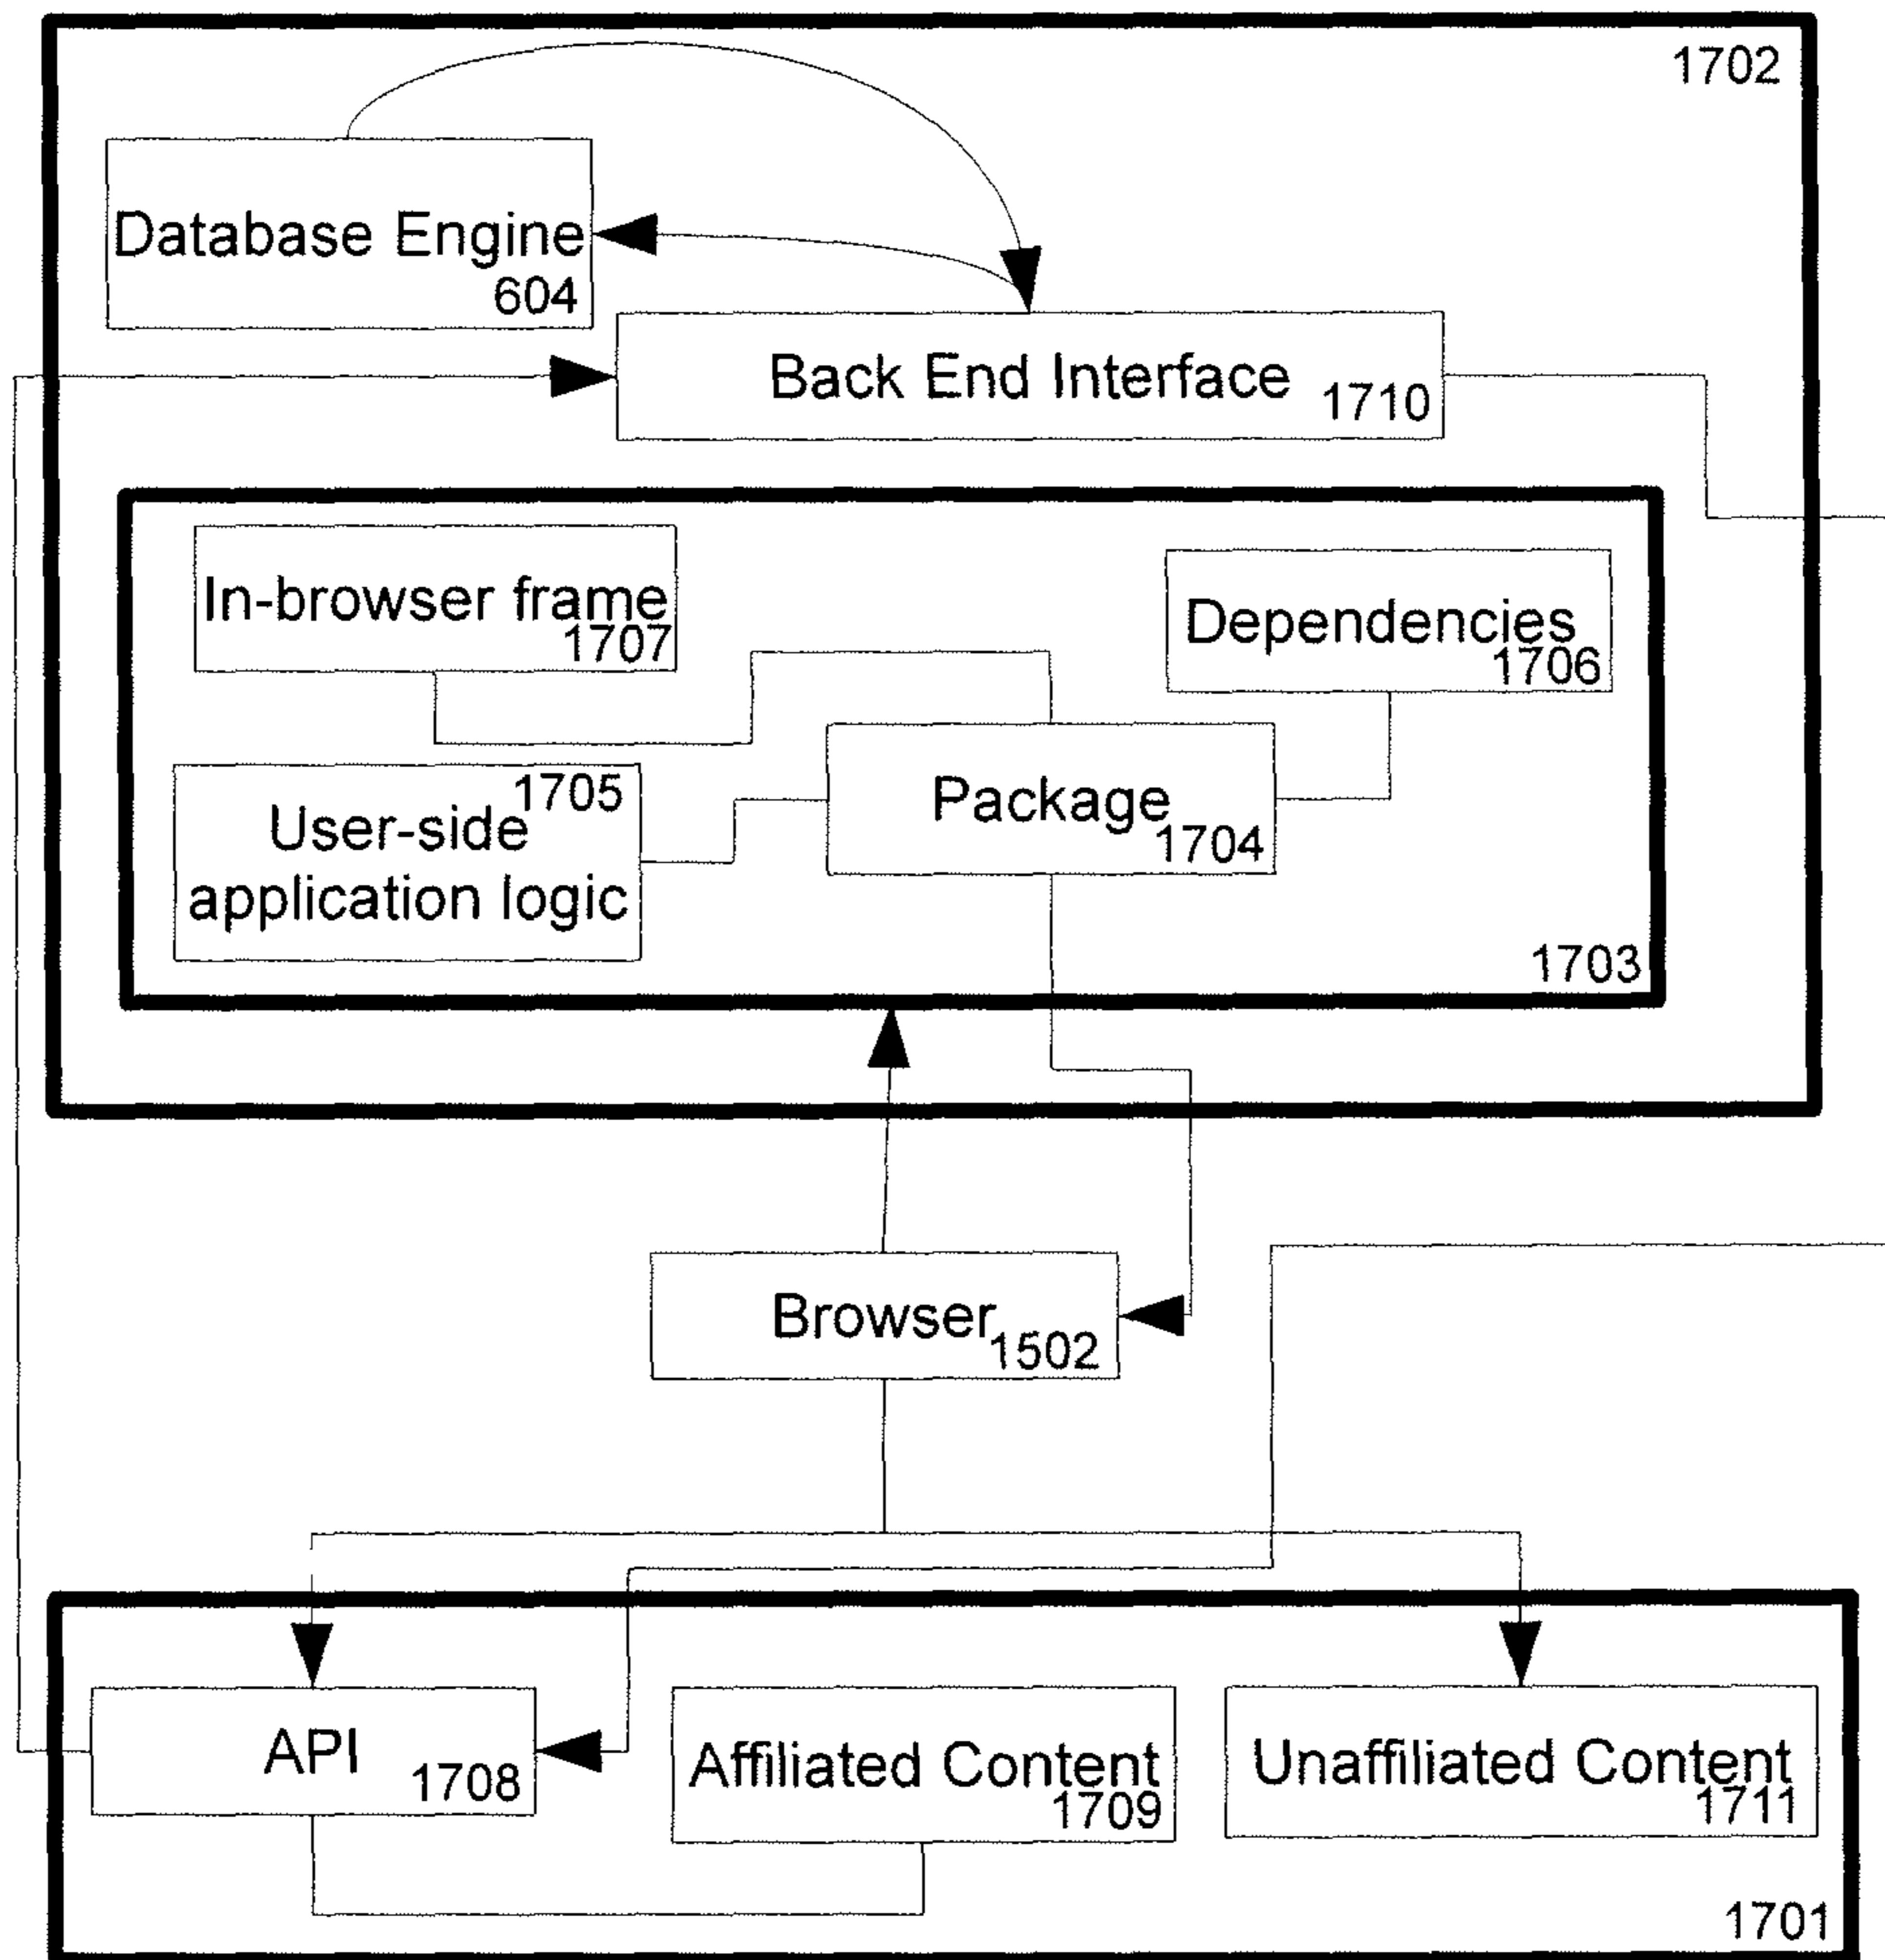 1702
Database Engine
604
Back End Interface
1710
In-browser frame
1707
Dependencies
1706
1705
User-side
application logic
Package
1704
1703
Browser
1502
API
1708
Affiliated Content
1709
Unaffiliated Content
1711
1701